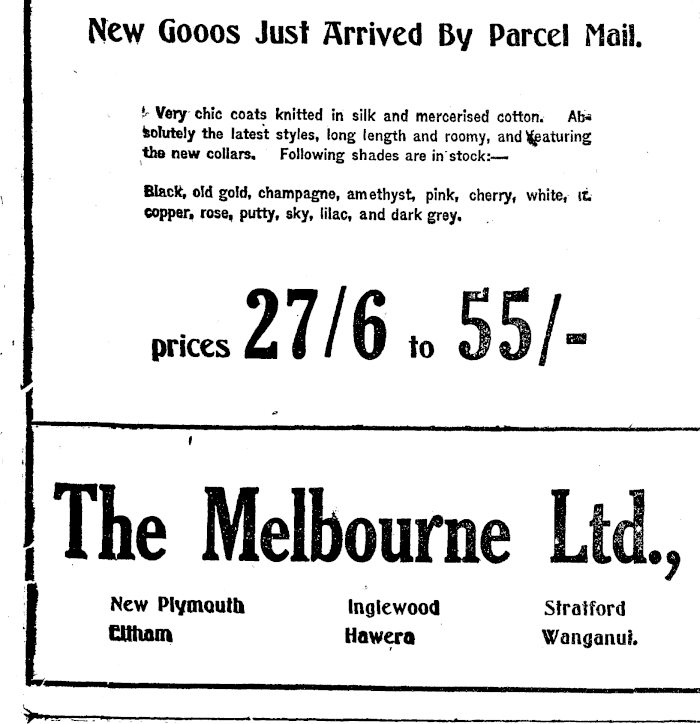 New Goods Just Arrived By Parcel Mail.
Very chic coats knitted in silk and mercerised cotton. Ab-
solutely the latest styles, long length and roomy, and featuring
the new collars. Following shades are in stock:—
Black, old gold, champagne, amethyst, pink, cherry, white,
copper, rose, putty, sky, lilac, and dark grey.
prices 27/6 to 55/-
The Melbourne Ltd.,
New Plymouth Inglewood Stratford
Eltham Hawera Wanganui.